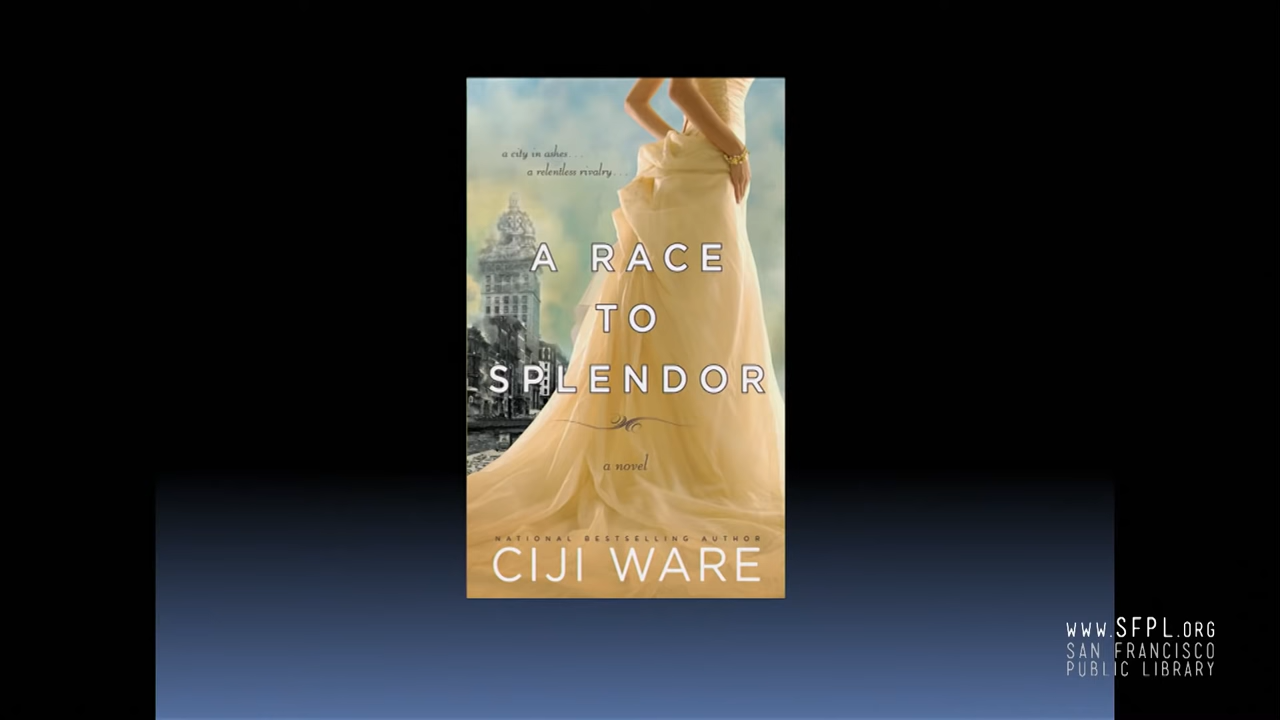 a city in ashes...
a relentless rivalry...
A RACE
TO
SPLENDOR
a novel
NATIONAL BESTSELLING AUTHOR
CIJI WARE
WWW.SFPL.ORG
SAN FRANCISCO
PUBLIC LIBRARY